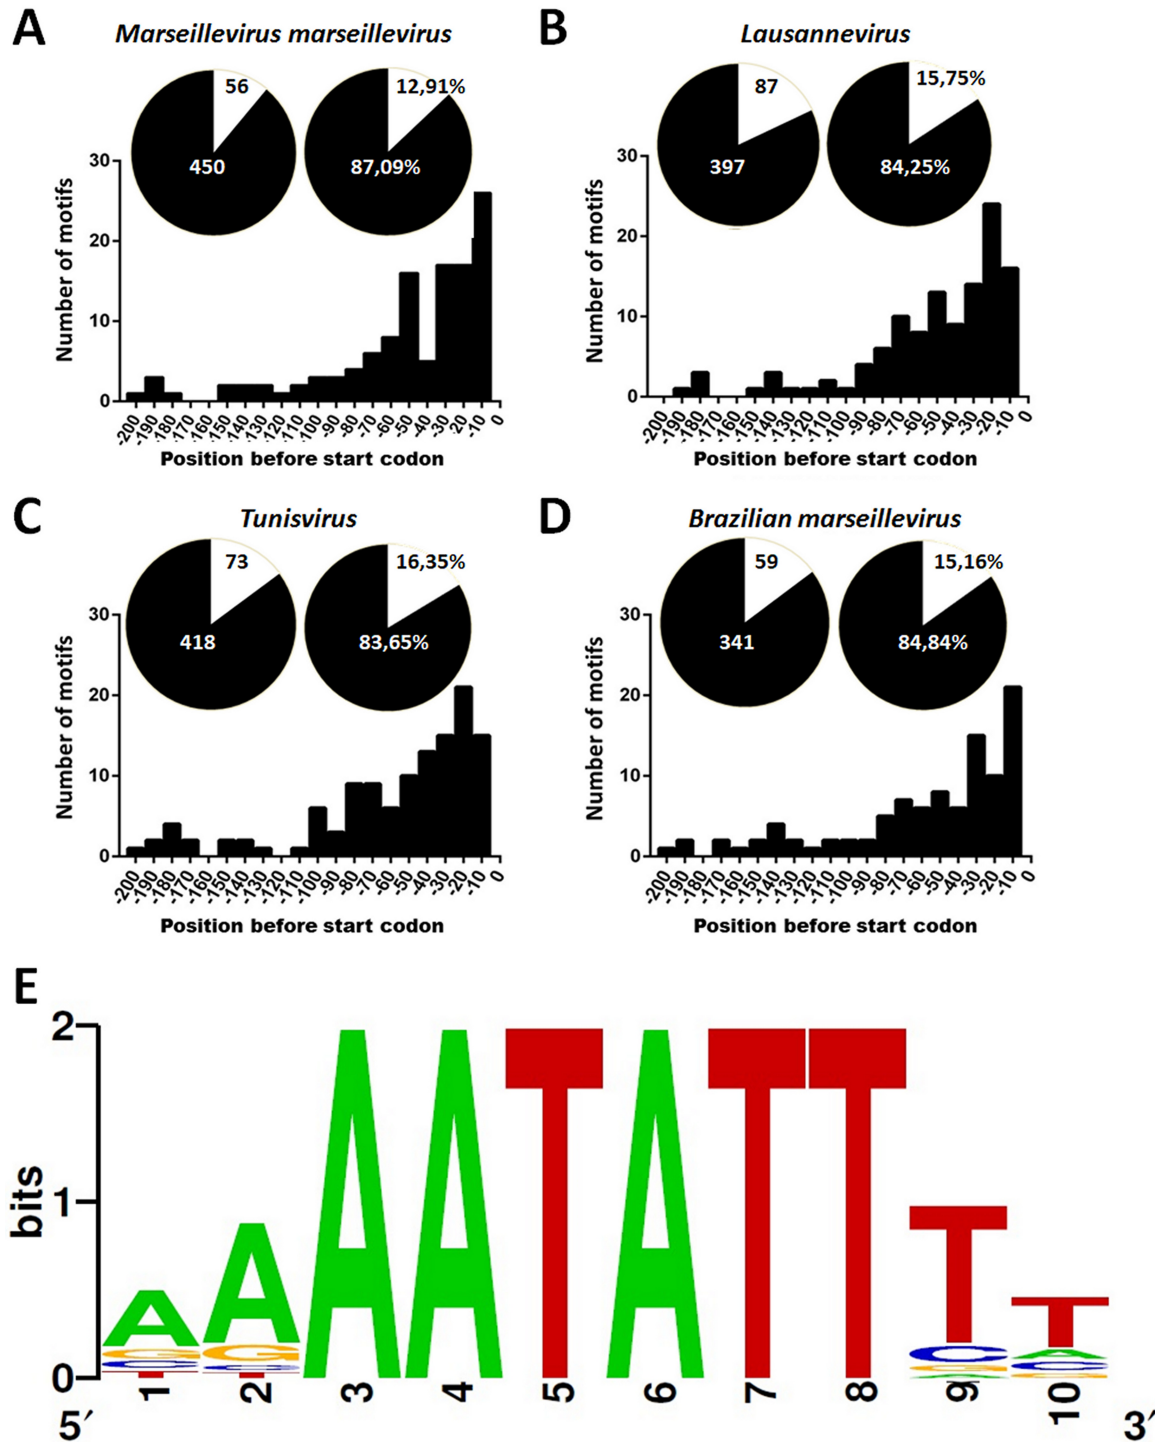 A
Marseillevirus marseillevirus
56
450
12,91%
87,09%
Number of motifs
30
20
10
0
-200 -190 -180 -170 -160 -150 -140 -130 -120 -110 -100 -90 -80 -70 -60 -50 -40 -30 -20 -10 0
Position before start codon
B
Lausannevirus
87
397
15,75%
84,25%
Number of motifs
30
20
10
0
-200 -190 -180 -170 -160 -150 -140 -130 -120 -110 -100 -90 -80 -70 -60 -50 -40 -30 -20 -10 0
Position before start codon
C
Tunisvirus
73
418
16,35%
83,65%
Number of motifs
30
20
10
0
-200 -190 -180 -170 -160 -150 -140 -130 -120 -110 -100 -90 -80 -70 -60 -50 -40 -30 -20 -10 0
Position before start codon
D
Brazilian marseillevirus
59
341
15,16%
84,84%
Number of motifs
30
20
10
0
-200 -190 -180 -170 -160 -150 -140 -130 -120 -110 -100 -90 -80 -70 -60 -50 -40 -30 -20 -10 0
Position before start codon
E
bits
2
1
0
A A A A T A T T T T
G G C A
C C G C
T T A G
1 2 3 4 5 6 7 8 9 10
5′ 3′